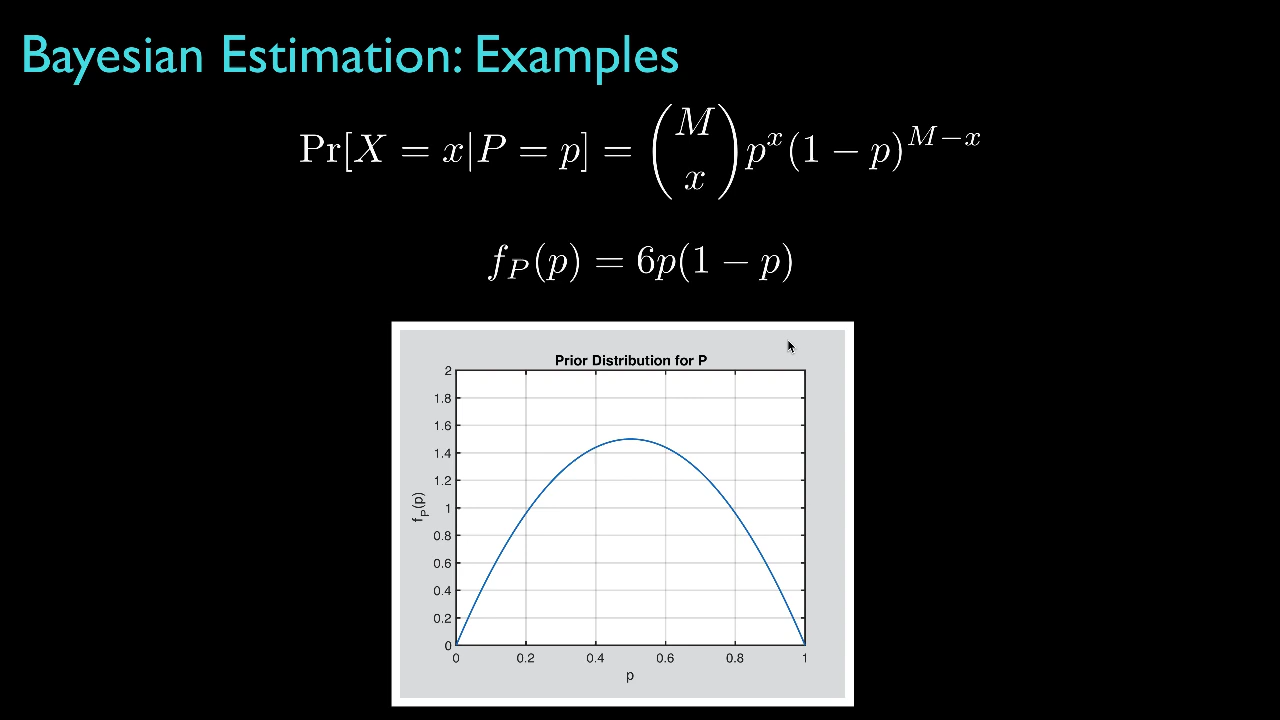 Bayesian Estimation: Examples
Pr[X = x|P = p] = \binom{M}{x} p^x (1 − p)^{M−x}
f_P(p) = 6p(1 − p)
Prior Distribution for P
2
1.8
1.6
1.4
1.2
1
0.8
0.6
0.4
0.2
0
f_P(p)
0 0.2 0.4 0.6 0.8 1
p